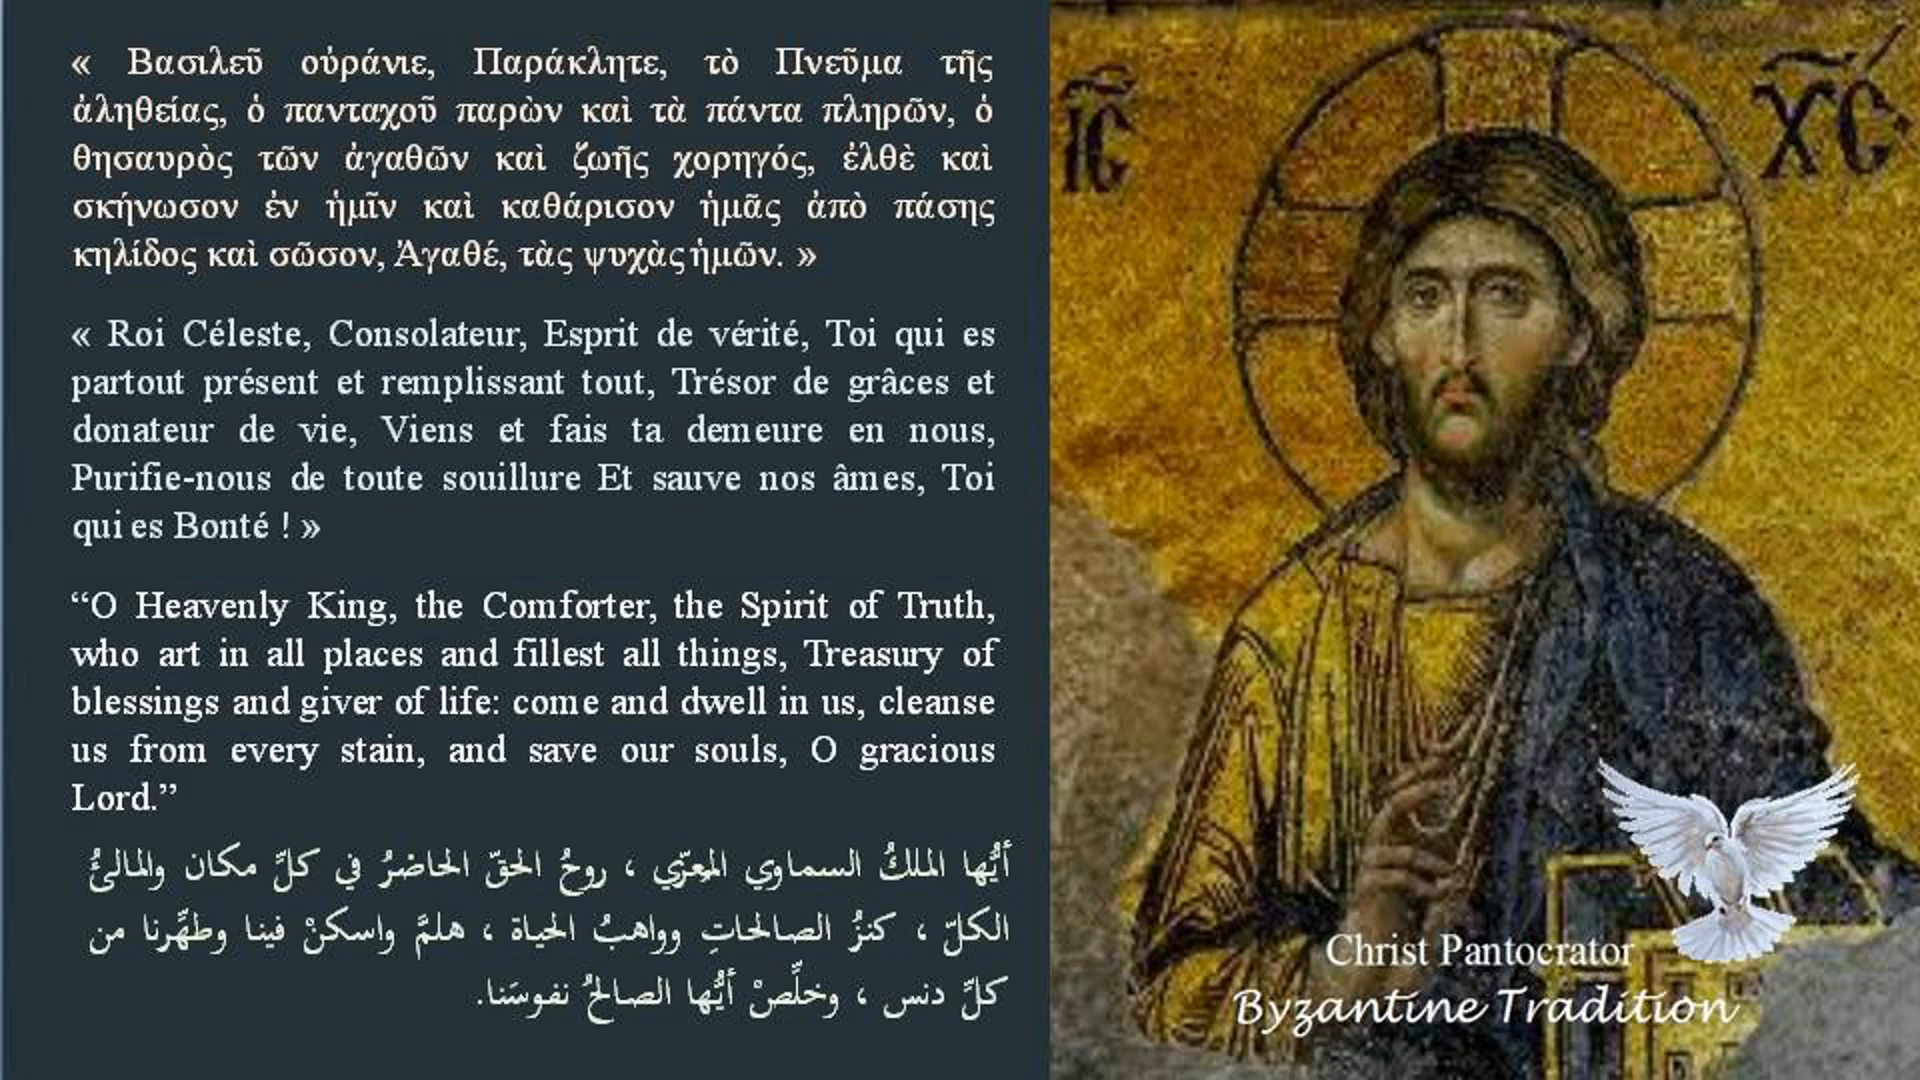 « Βασιλεῦ οὐράνιε, Παράκλητε, τὸ Πνεῦμα τῆς
ἀληθείας, ὁ πανταχοῦ παρὼν καὶ τὰ πάντα πληρῶν, ὁ
θησαυρὸς τῶν ἀγαθῶν καὶ ζωῆς χορηγός, ἐλθὲ καὶ
σκήνωσον ἐν ἡμῖν καὶ καθάρισον ἡμᾶς ἀπὸ πάσης
κηλίδος καὶ σῶσον, Ἀγαθέ, τὰς ψυχὰς ἡμῶν. »
« Roi Céleste, Consolateur, Esprit de vérité, Toi qui es
partout présent et remplissant tout, Trésor de grâces et
donateur de vie, Viens et fais ta demeure en nous,
Purifie-nous de toute souillure Et sauve nos âmes, Toi
qui es Bonté ! »
“O Heavenly King, the Comforter, the Spirit of Truth,
who art in all places and fillest all things, Treasury of
blessings and giver of life: come and dwell in us, cleanse
us from every stain, and save our souls, O gracious
Lord.”
أيُّها الملكُ السماوي المعزّي ، روحُ الحقّ الحاضرُ في كلِّ مكان والمالئُ
الكلّ ، كنزُ الصالحاتِ وواهبُ الحياة ، هلمَّ واسكنْ فينا وطهِّرنا من
كلِّ دنس ، وخلِّصْ أيُّها الصالحُ نفوسَنا.
ΙC ΧC
Christ Pantocrator
Byzantine Tradition